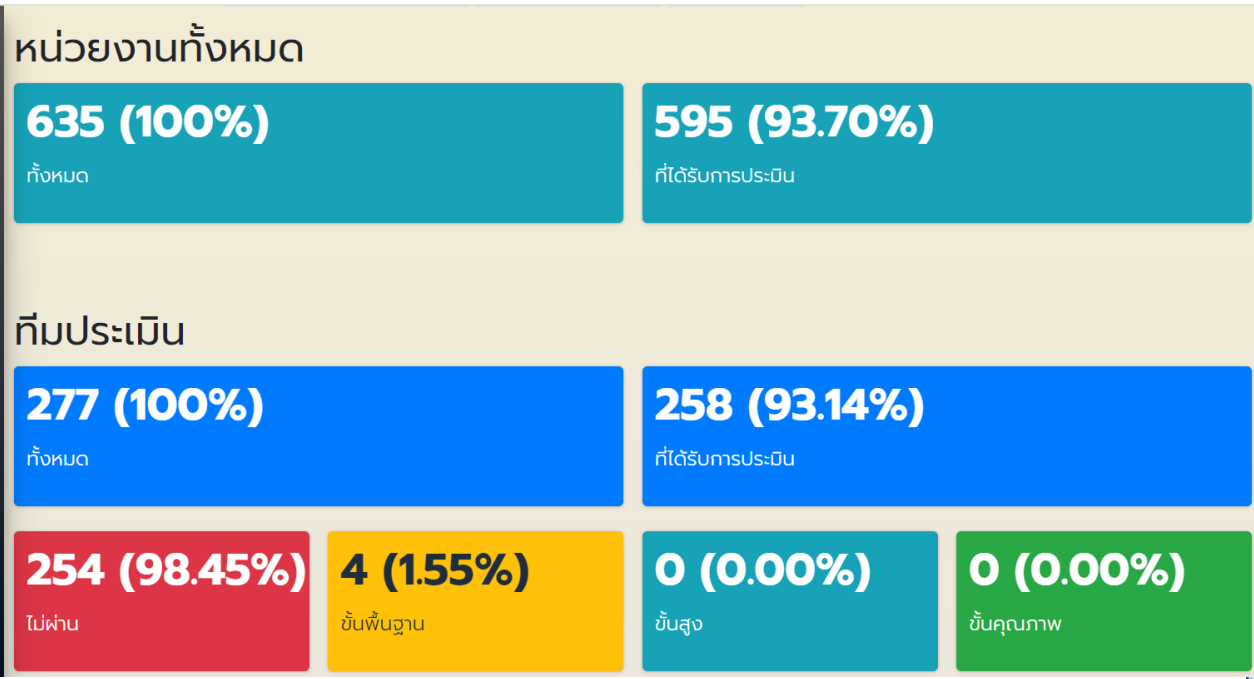 หน่วยงานทั้งหมด
635 (100%)
ทั้งหมด
595 (93.70%)
ที่ได้รับการประมิน
ทีมประเมิน
277 (100%)
ทั้งหมด
258 (93.14%)
ที่ได้รับการประมิน
254 (98.45%)
ไม่ผ่าน
4 (1.55%)
ขั้นพื้นฐาน
0 (0.00%)
ขั้นสูง
0 (0.00%)
ขั้นคุณภาพ